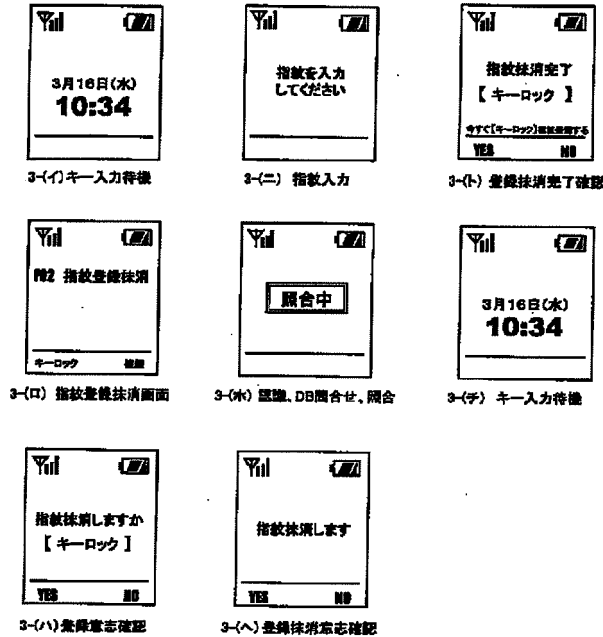 3月16日(水)
10:34
3-(イ)キー入力待機
F02 指紋登録抹消
キーロック
3-(ロ) 指紋登録抹消画面
指紋抹消しますか
【 キーロック 】
YES NO
3-(ハ)登録意志確認
指紋を入力
してください
3-(ニ) 指紋入力
照合中
3-(ホ) 認識、DB問合せ、照合
指紋抹消します
YES NO
3-(ヘ)登録抹消意志確認
指紋抹消完了
【 キーロック 】
YES NO
3-(ト) 登録抹消完了確認
3月16日(水)
10:34
3-(チ) キー入力待機